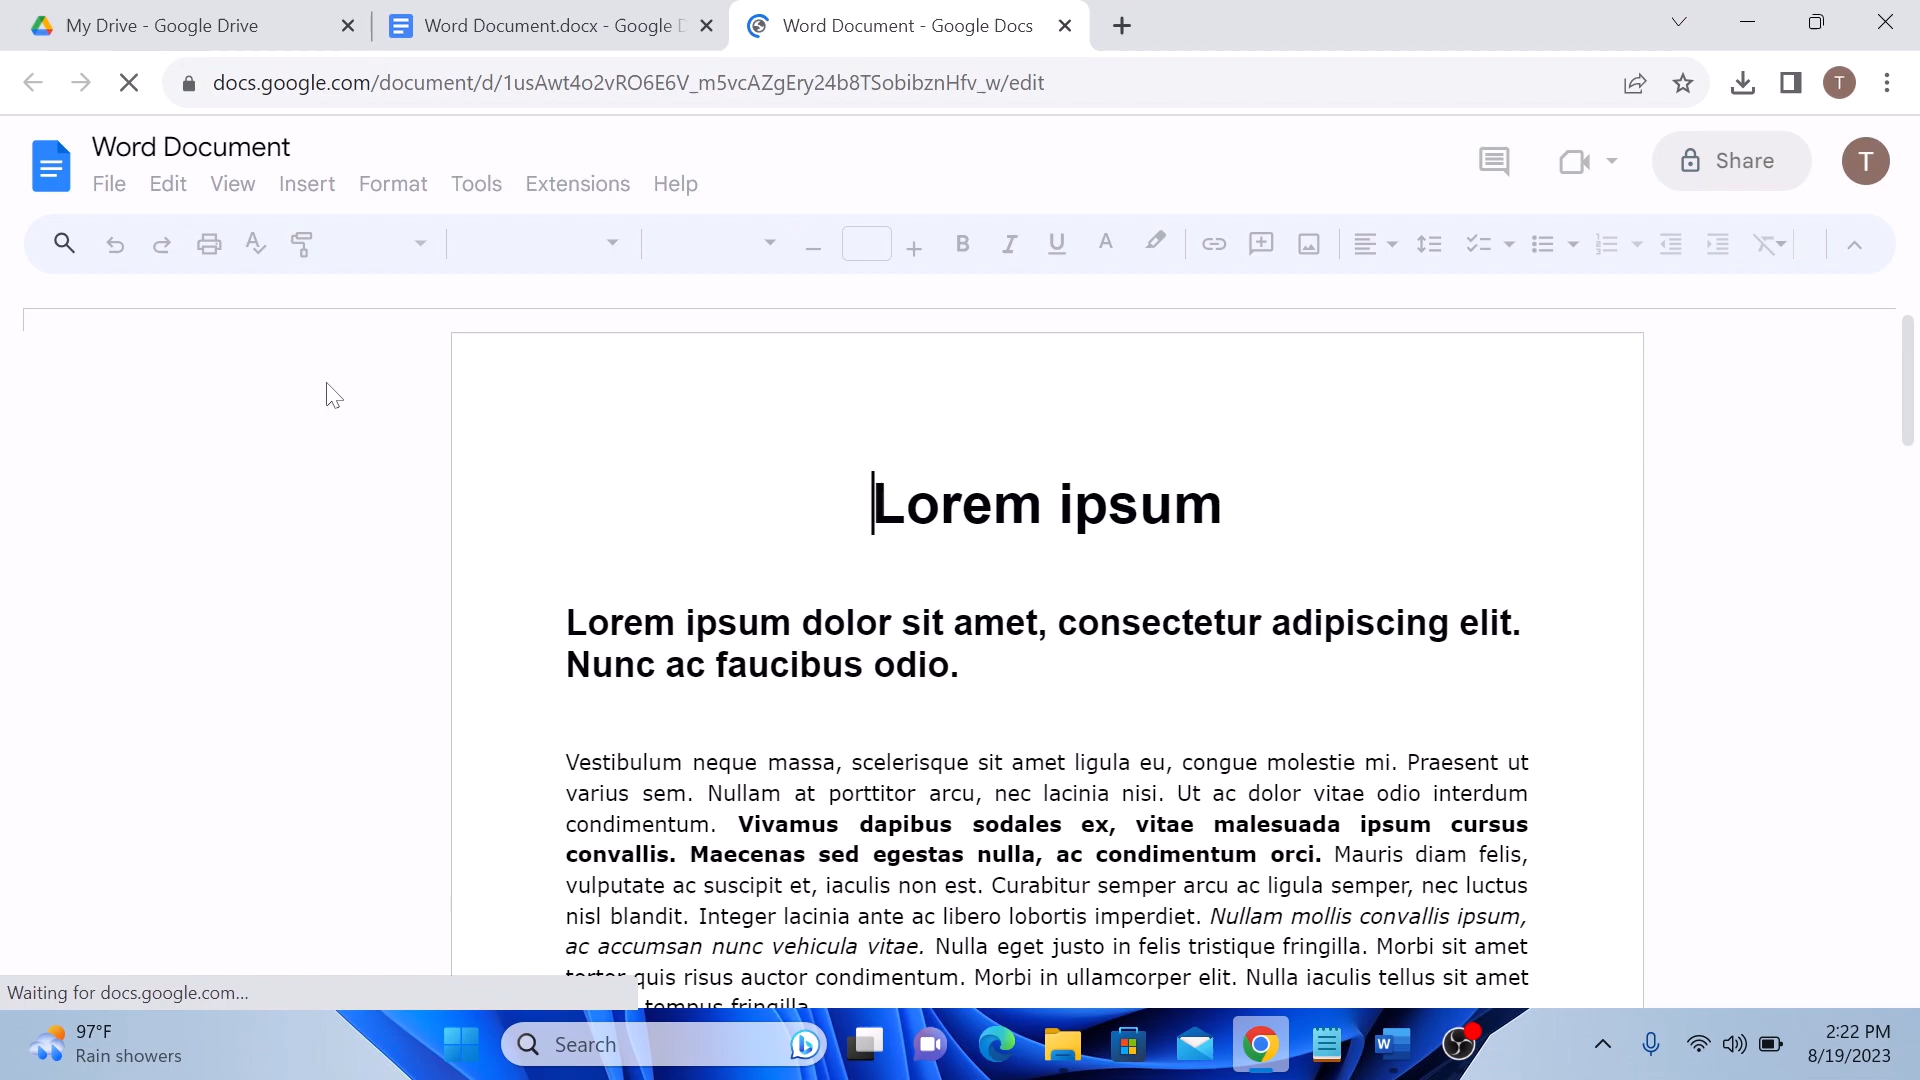 My Drive - Google Drive
Word Document.docx - Google D
Word Document - Google Docs
docs.google.com/document/d/1usAwt4o2vRO6E6V_m5vcAZgEry24b8TSobibznHfv_w/edit
T
Word Document
File Edit View Insert Format Tools Extensions Help
Share
T
Lorem ipsum
Lorem ipsum dolor sit amet, consectetur adipiscing elit.
Nunc ac faucibus odio.
Vestibulum neque massa, scelerisque sit amet ligula eu, congue molestie mi. Praesent ut
varius sem. Nullam at porttitor arcu, nec lacinia nisi. Ut ac dolor vitae odio interdum
condimentum. Vivamus dapibus sodales ex, vitae malesuada ipsum cursus
convallis. Maecenas sed egestas nulla, ac condimentum orci. Mauris diam felis,
vulputate ac suscipit et, iaculis non est. Curabitur semper arcu ac ligula semper, nec luctus
nisl blandit. Integer lacinia ante ac libero lobortis imperdiet. Nullam mollis convallis ipsum,
ac accumsan nunc vehicula vitae. Nulla eget justo in felis tristique fringilla. Morbi sit amet
tortor quis risus auctor condimentum. Morbi in ullamcorper elit. Nulla iaculis tellus sit amet
tempus fringilla.
Waiting for docs.google.com...
97°F
Rain showers
Search
2:22 PM
8/19/2023